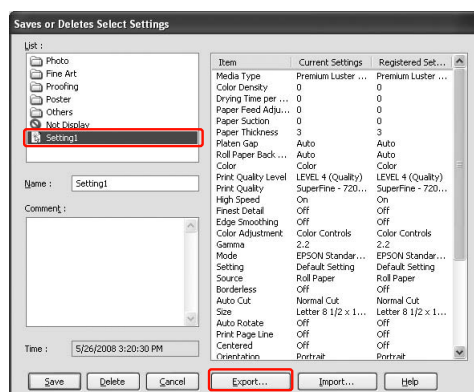 Saves or Deletes Select Settings
List :
Photo
Fine Art
Proofing
Poster
Others
Not Display
Setting1
Name : Setting1
Comment :
Time : 5/26/2008 3:20:30 PM
Item Current Settings Registered Set...
Media Type Premium Luster ... Premium Luster ...
Color Density 0 0
Drying Time per ... 0 0
Paper Feed Adju... 0 0
Paper Suction 0 0
Paper Thickness 3 3
Platen Gap Auto Auto
Roll Paper Back ... Auto Auto
Color Color Color
Print Quality Level LEVEL 4 (Quality) LEVEL 4 (Quality)
Print Quality SuperFine - 720... SuperFine - 720...
High Speed On On
Finest Detail Off Off
Edge Smoothing Off Off
Color Adjustment Color Controls Color Controls
Gamma 2.2 2.2
Mode EPSON Standar... EPSON Standar...
Setting Default Setting Default Setting
Source Roll Paper Roll Paper
Borderless Off Off
Auto Cut Normal Cut Normal Cut
Size Letter 8 1/2 x 1... Letter 8 1/2 x 1...
Auto Rotate Off Off
Print Page Line Off Off
Centered Off Off
Orientation Portrait Portrait
Save Delete Cancel Export... Import... Help